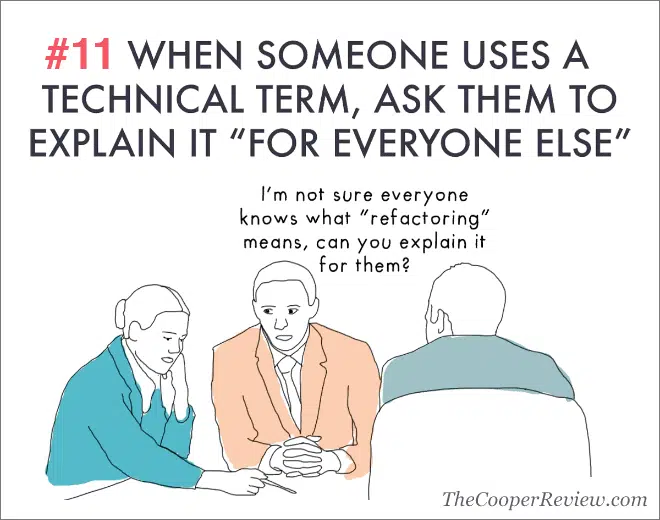 #11 WHEN SOMEONE USES A
TECHNICAL TERM, ASK THEM TO
EXPLAIN IT “FOR EVERYONE ELSE”
I'm not sure everyone
knows what “refactoring”
means, can you explain it
for them?
TheCooperReview.com